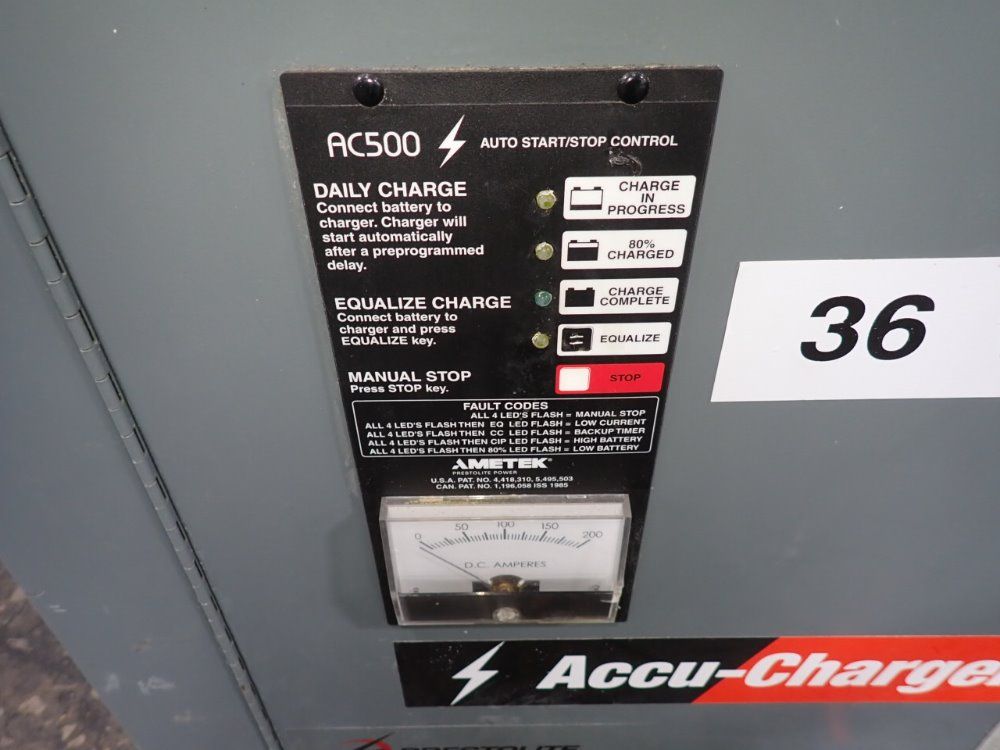 AC500 AUTO START/STOP CONTROL
DAILY CHARGE
Connect battery to
charger. Charger will
start automatically
after a preprogrammed
delay.
CHARGE
IN
PROGRESS
80%
CHARGED
EQUALIZE CHARGE
Connect battery to
charger and press
EQUALIZE key.
CHARGE
COMPLETE
EQUALIZE
MANUAL STOP
Press STOP key.
STOP
36
FAULT CODES
ALL 4 LED'S FLASH = MANUAL STOP
ALL 4 LED'S FLASH THEN EQ LED FLASH = LOW CURRENT
ALL 4 LED'S FLASH THEN CC LED FLASH = BACKUP TIMER
ALL 4 LED'S FLASH THEN CIP LED FLASH = HIGH BATTERY
ALL 4 LED'S FLASH THEN 80% LED FLASH = LOW BATTERY
AMETEK
PRESTOLITE POWER
U.S.A. PAT. NO. 4,418,310, 5,495,503
CAN. PAT. NO. 1,196,058 ISS 1985
0 50 100 150 200
D.C. AMPERES
Accu-Charger
PRESTOLITE